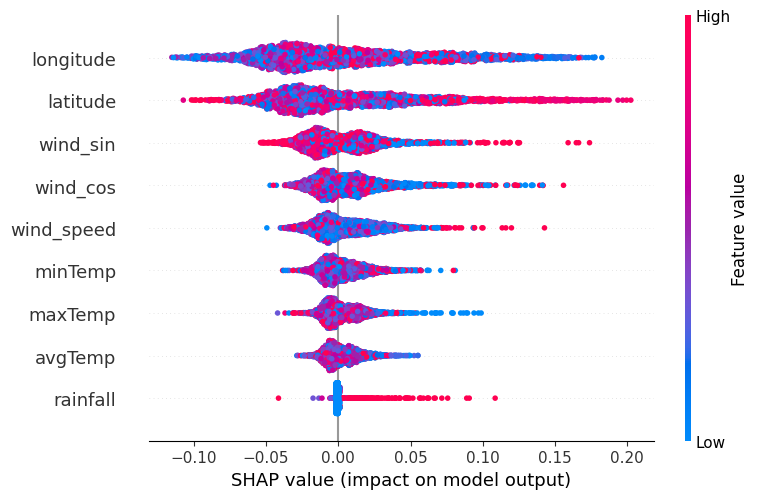 High
longitude
latitude
wind_sin
wind_cos
wind_speed
minTemp
maxTemp
avgTemp
rainfall
Feature value
Low
−0.10 −0.05 0.00 0.05 0.10 0.15 0.20
SHAP value (impact on model output)